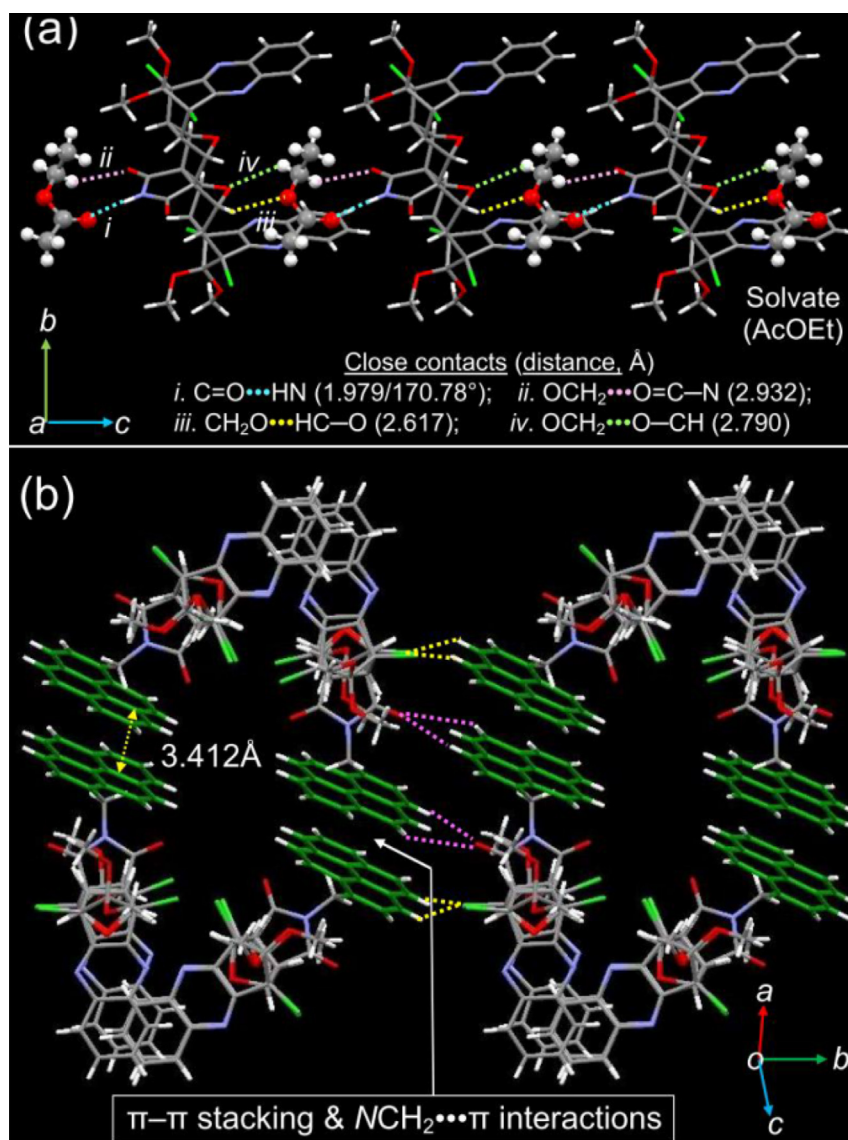 (a)
ii
iv
i
iii
Solvate
(AcOEt)
b
a
c
Close contacts (distance, Å)
i. C=O•••HN (1.979/170.78°); ii. OCH₂•••O=C—N (2.932);
iii. CH₂O•••HC—O (2.617); iv. OCH₂•••O—CH (2.790)
(b)
3.412Å
a
o
b
c
π–π stacking & NCH₂•••π interactions